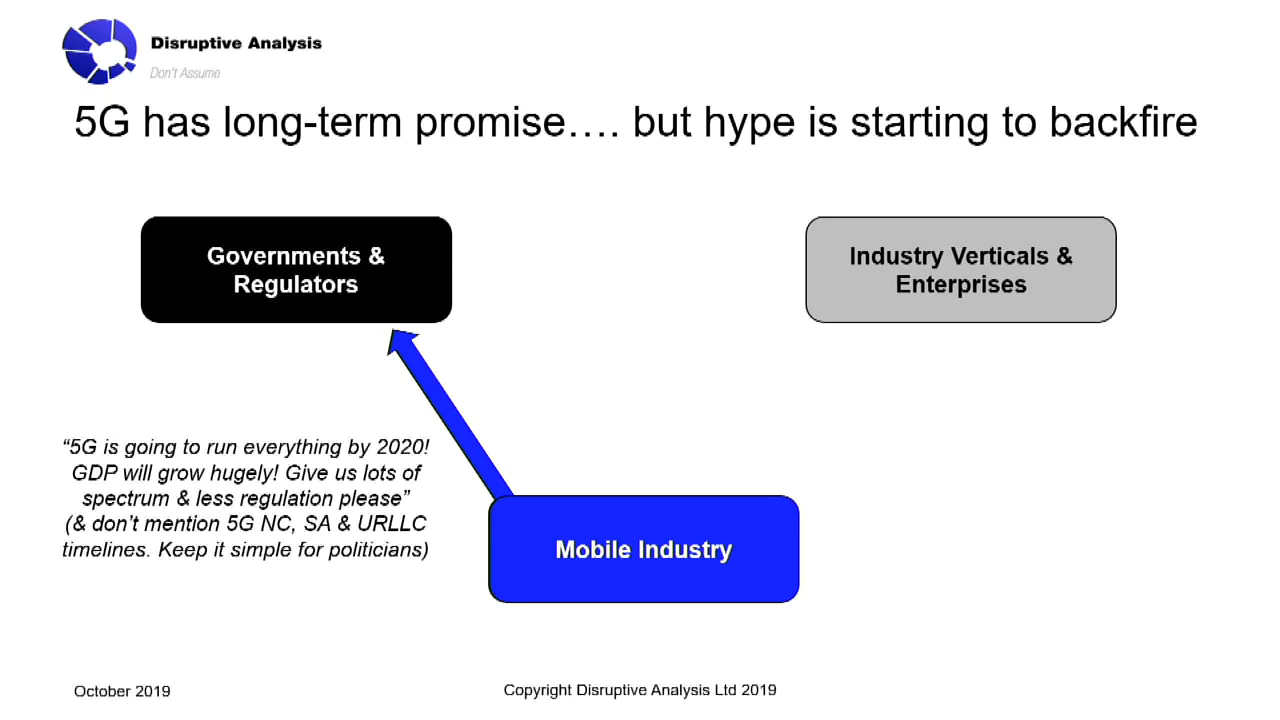 Disruptive Analysis
Don't Assume
5G has long-term promise…. but hype is starting to backfire
Governments &
Regulators
Industry Verticals &
Enterprises
“5G is going to run everything by 2020!
GDP will grow hugely! Give us lots of
spectrum & less regulation please”
(& don’t mention 5G NC, SA & URLLC
timelines. Keep it simple for politicians)
Mobile Industry
October 2019
Copyright Disruptive Analysis Ltd 2019